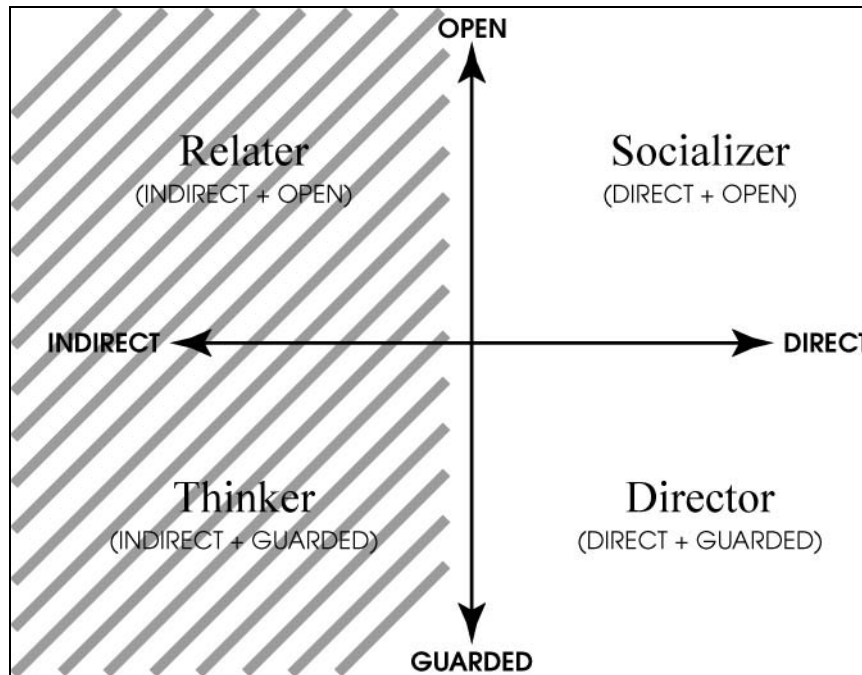 OPEN
Relater
(INDIRECT + OPEN)
Socializer
(DIRECT + OPEN)
INDIRECT
DIRECT
Thinker
(INDIRECT + GUARDED)
Director
(DIRECT + GUARDED)
GUARDED